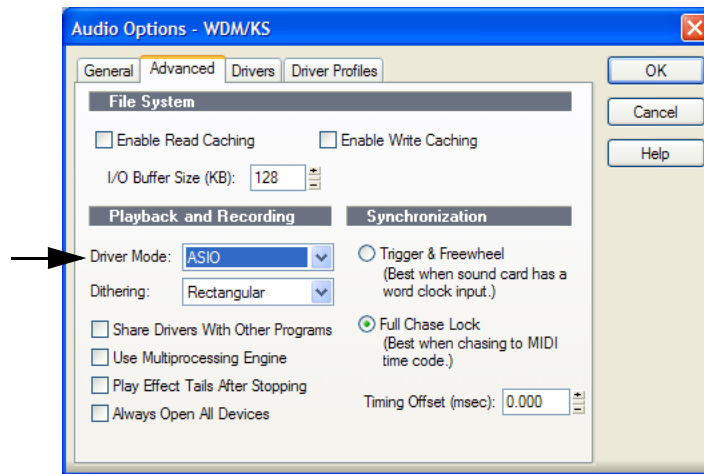 Audio Options - WDM/KS
General Advanced Drivers Driver Profiles
OK
Cancel
Help
File System
Enable Read Caching
Enable Write Caching
I/O Buffer Size (KB): 128
Playback and Recording
Driver Mode: ASIO
Dithering: Rectangular
Share Drivers With Other Programs
Use Multiprocessing Engine
Play Effect Tails After Stopping
Always Open All Devices
Synchronization
Trigger & Freewheel
(Best when sound card has a
word clock input.)
Full Chase Lock
(Best when chasing to MIDI
time code.)
Timing Offset (msec): 0.000